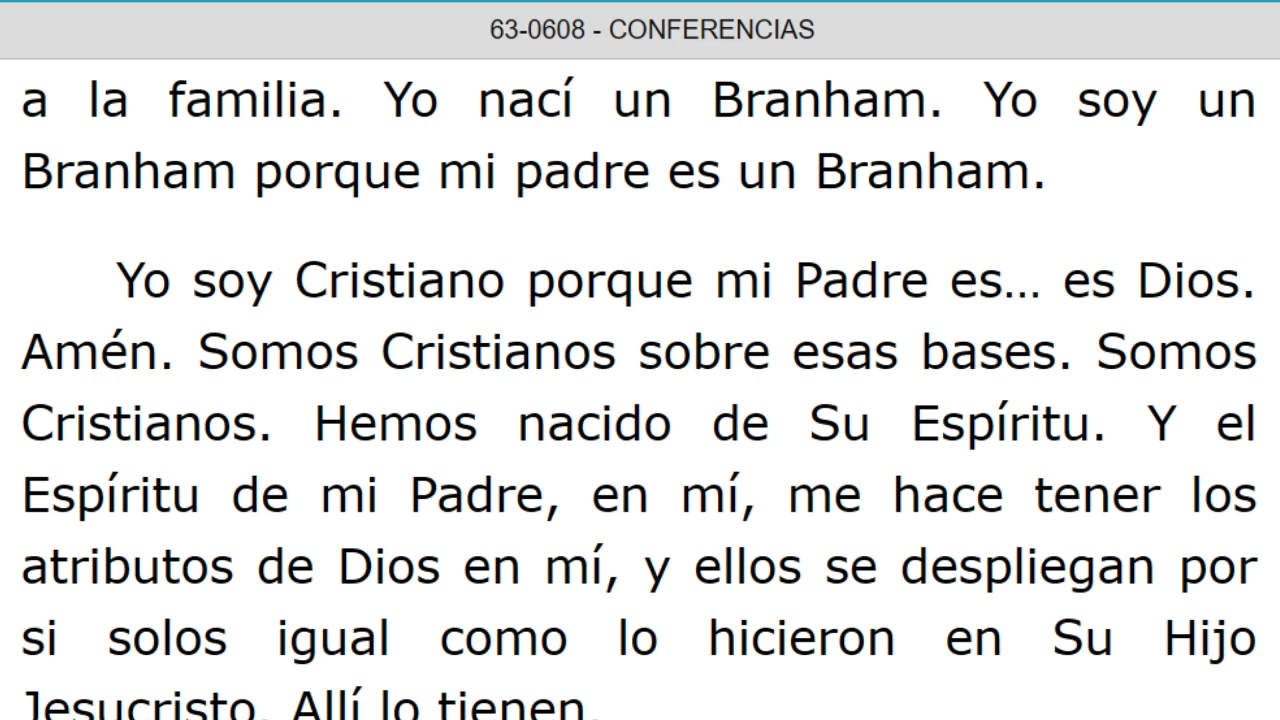 63-0608 - CONFERENCIAS
a la familia. Yo nací un Branham. Yo soy un
Branham porque mi padre es un Branham.
Yo soy Cristiano porque mi Padre es... es Dios.
Amén. Somos Cristianos sobre esas bases. Somos
Cristianos. Hemos nacido de Su Espíritu. Y el
Espíritu de mi Padre, en mí, me hace tener los
atributos de Dios en mí, y ellos se despliegan por
si solos igual como lo hicieron en Su Hijo
Jesucristo. Allí lo tienen.